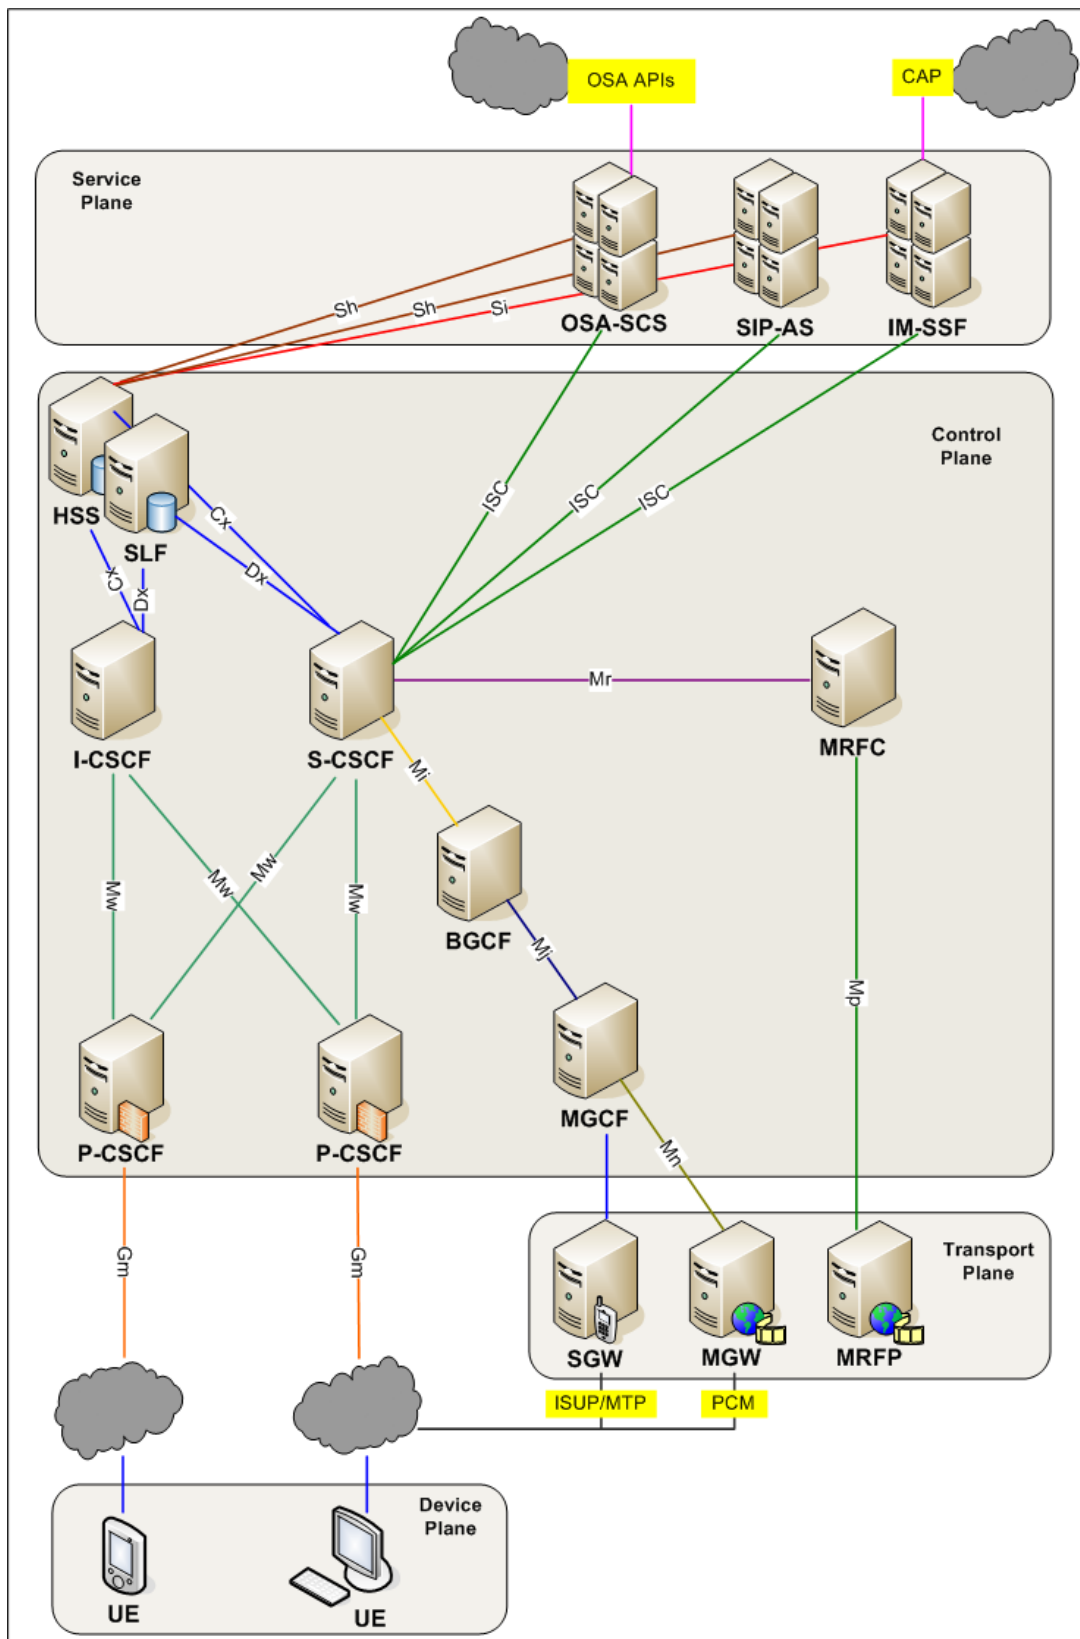 OSA APIs
CAP
Service
Plane
Sh
Sh
Si
OSA-SCS
SIP-AS
IM-SSF
Control
Plane
HSS
SLF
Cx
Dx
Cx
Dx
ISC
ISC
ISC
I-CSCF
S-CSCF
Mr
MRFC
Mi
Mw
Mw
Mw
Mw
BGCF
Mj
Mp
P-CSCF
P-CSCF
MGCF
Mn
Gm
Gm
Transport
Plane
SGW
MGW
MRFP
ISUP/MTP
PCM
Device
Plane
UE
UE